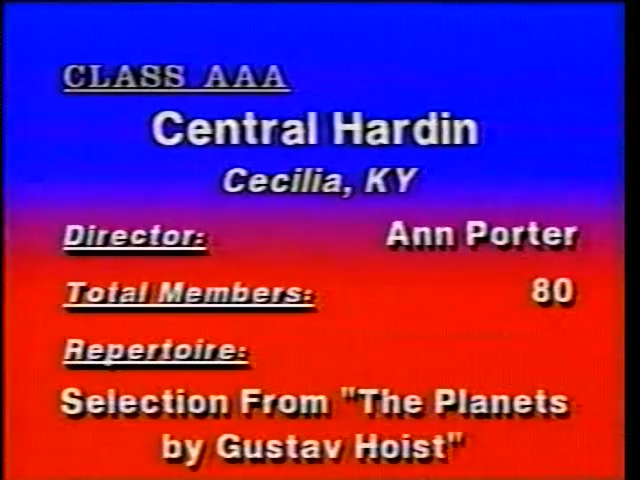 CLASS AAA
Central Hardin
Cecilia, KY
Director: Ann Porter
Total Members: 80
Repertoire:
Selection From "The Planets
by Gustav Hoist"